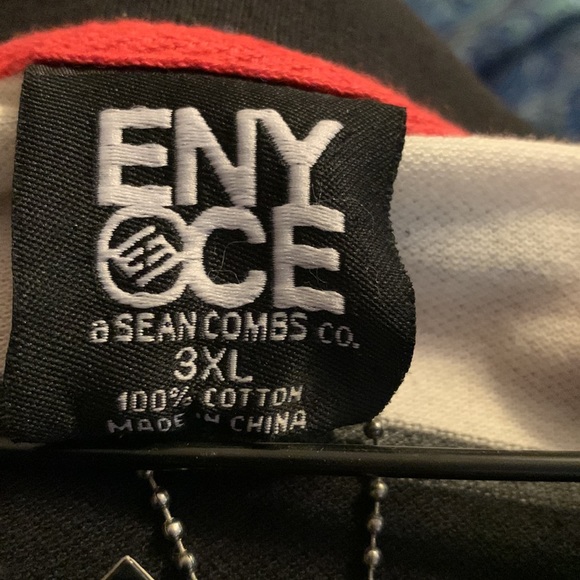 ENY
CE
a SEAN COMBS CO.
3XL
100% COTTON
MADE IN CHINA